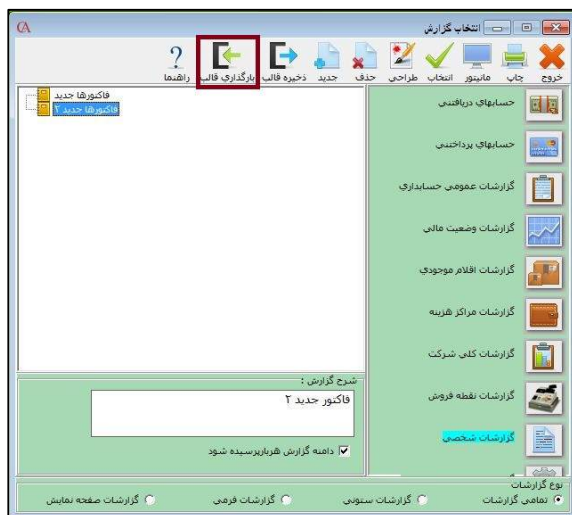 انتخاب گزارش
خروج چاپ مانیتور انتخاب طراحی حذف جدید ذخیره قالب بارگذاری قالب راهنما
حسابهای دریافتنی
حسابهای پرداختنی
گزارشات عمومی حسابداری
گزارشات وضعیت مالی
گزارشات اقلام موجودی
گزارشات مراکز هزینه
گزارشات کلی شرکت
گزارشات نقطه فروش
گزارشات شخصی
فاکتورها جدید
فاکتورها جدید ۲
شرح گزارش :
فاکتور جدید ۲
دامنه گزارش هربارپرسیده شود
نوع گزارشات
تمامی گزارشات گزارشات ستونی گزارشات فرمی گزارشات صفحه نمایش